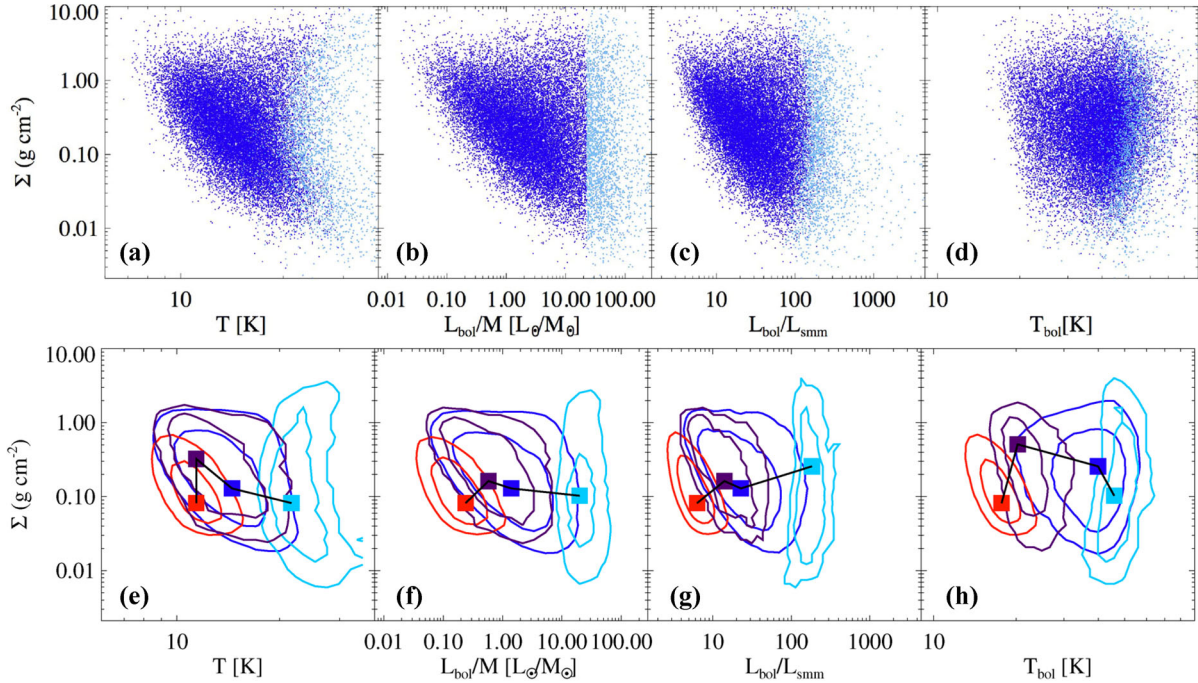 10.00
1.00
0.10
0.01
Σ (g cm⁻²)
(a) (b) (c) (d)
10 0.01 0.10 1.00 10.00 100.00 10 100 1000
T [K] L_bol/M [L_⊙/M_⊙] L_bol/L_smm T_bol[K]
10.00
1.00
0.10
0.01
Σ (g cm⁻²)
(e) (f) (g) (h)
10 0.01 0.10 1.00 10.00 100.00 10 100 1000
T [K] L_bol/M [L_⊙/M_⊙] L_bol/L_smm T_bol [K]